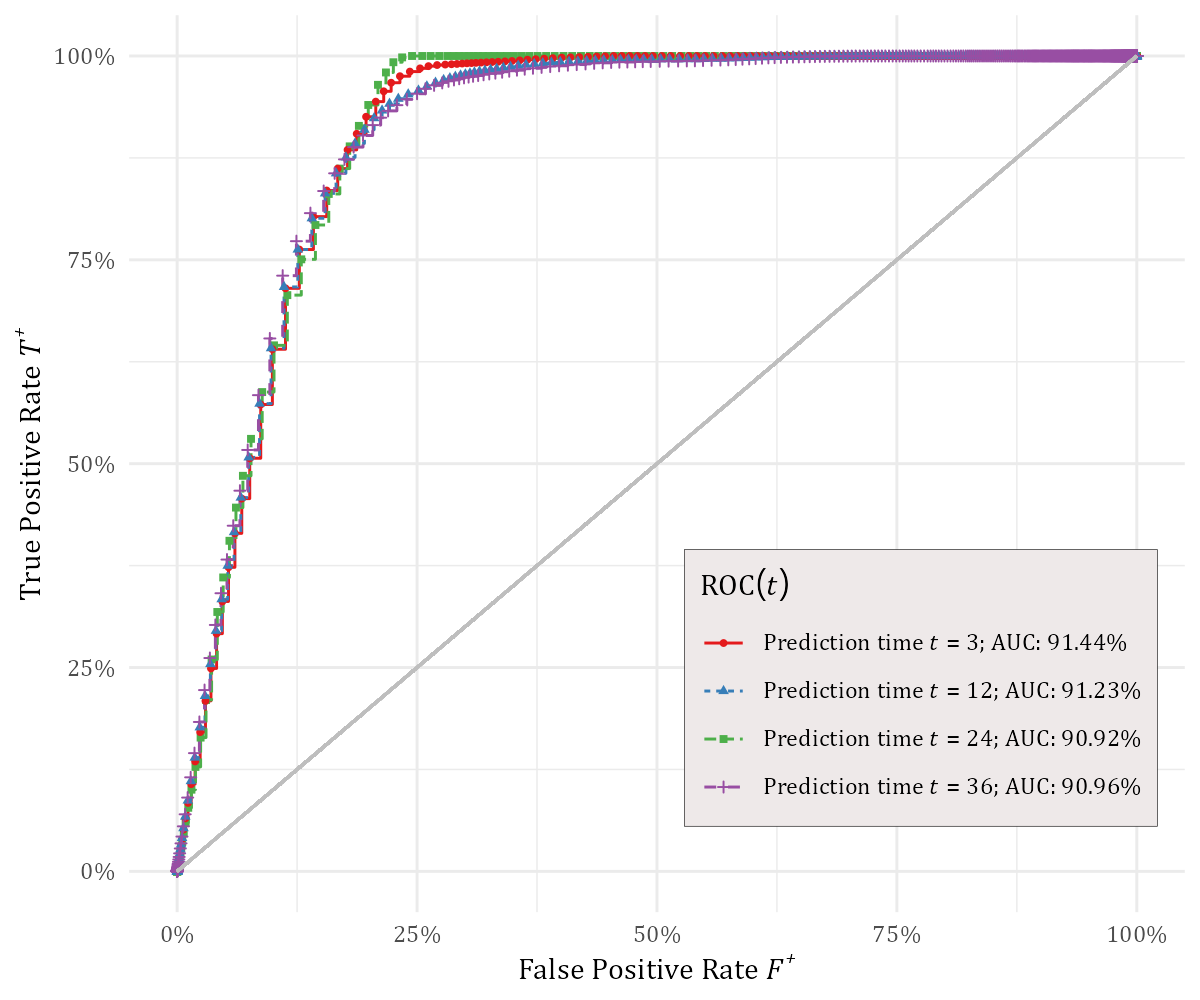 100%
75%
50%
25%
0%
True Positive Rate T⁺
ROC(t)
Prediction time t = 3; AUC: 91.44%
Prediction time t = 12; AUC: 91.23%
Prediction time t = 24; AUC: 90.92%
Prediction time t = 36; AUC: 90.96%
0% 25% 50% 75% 100%
False Positive Rate F⁺